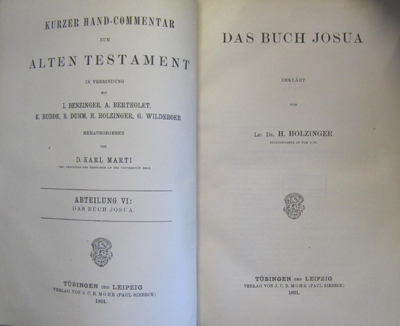 KURZER HAND-COMMENTAR
ZUM
ALTEN TESTAMENT
IN VERBINDUNG
MIT
I. BENZINGER, A. BERTHOLET,
K. BUDDE, B. DUHM, H. HOLZINGER, G. WILDEBOER
HERAUSGEGEBEN
VON
D. KARL MARTI
ABTEILUNG VI:
DAS BUCH JOSUA.
TÜBINGEN UND LEIPZIG
VERLAG VON J. C. B. MOHR (PAUL SIEBECK)
1901.
DAS BUCH JOSUA
ERKLÄRT
VON
LIC. DR. H. HOLZINGER
TÜBINGEN UND LEIPZIG
VERLAG VON J. C. B. MOHR (PAUL SIEBECK)
1901.